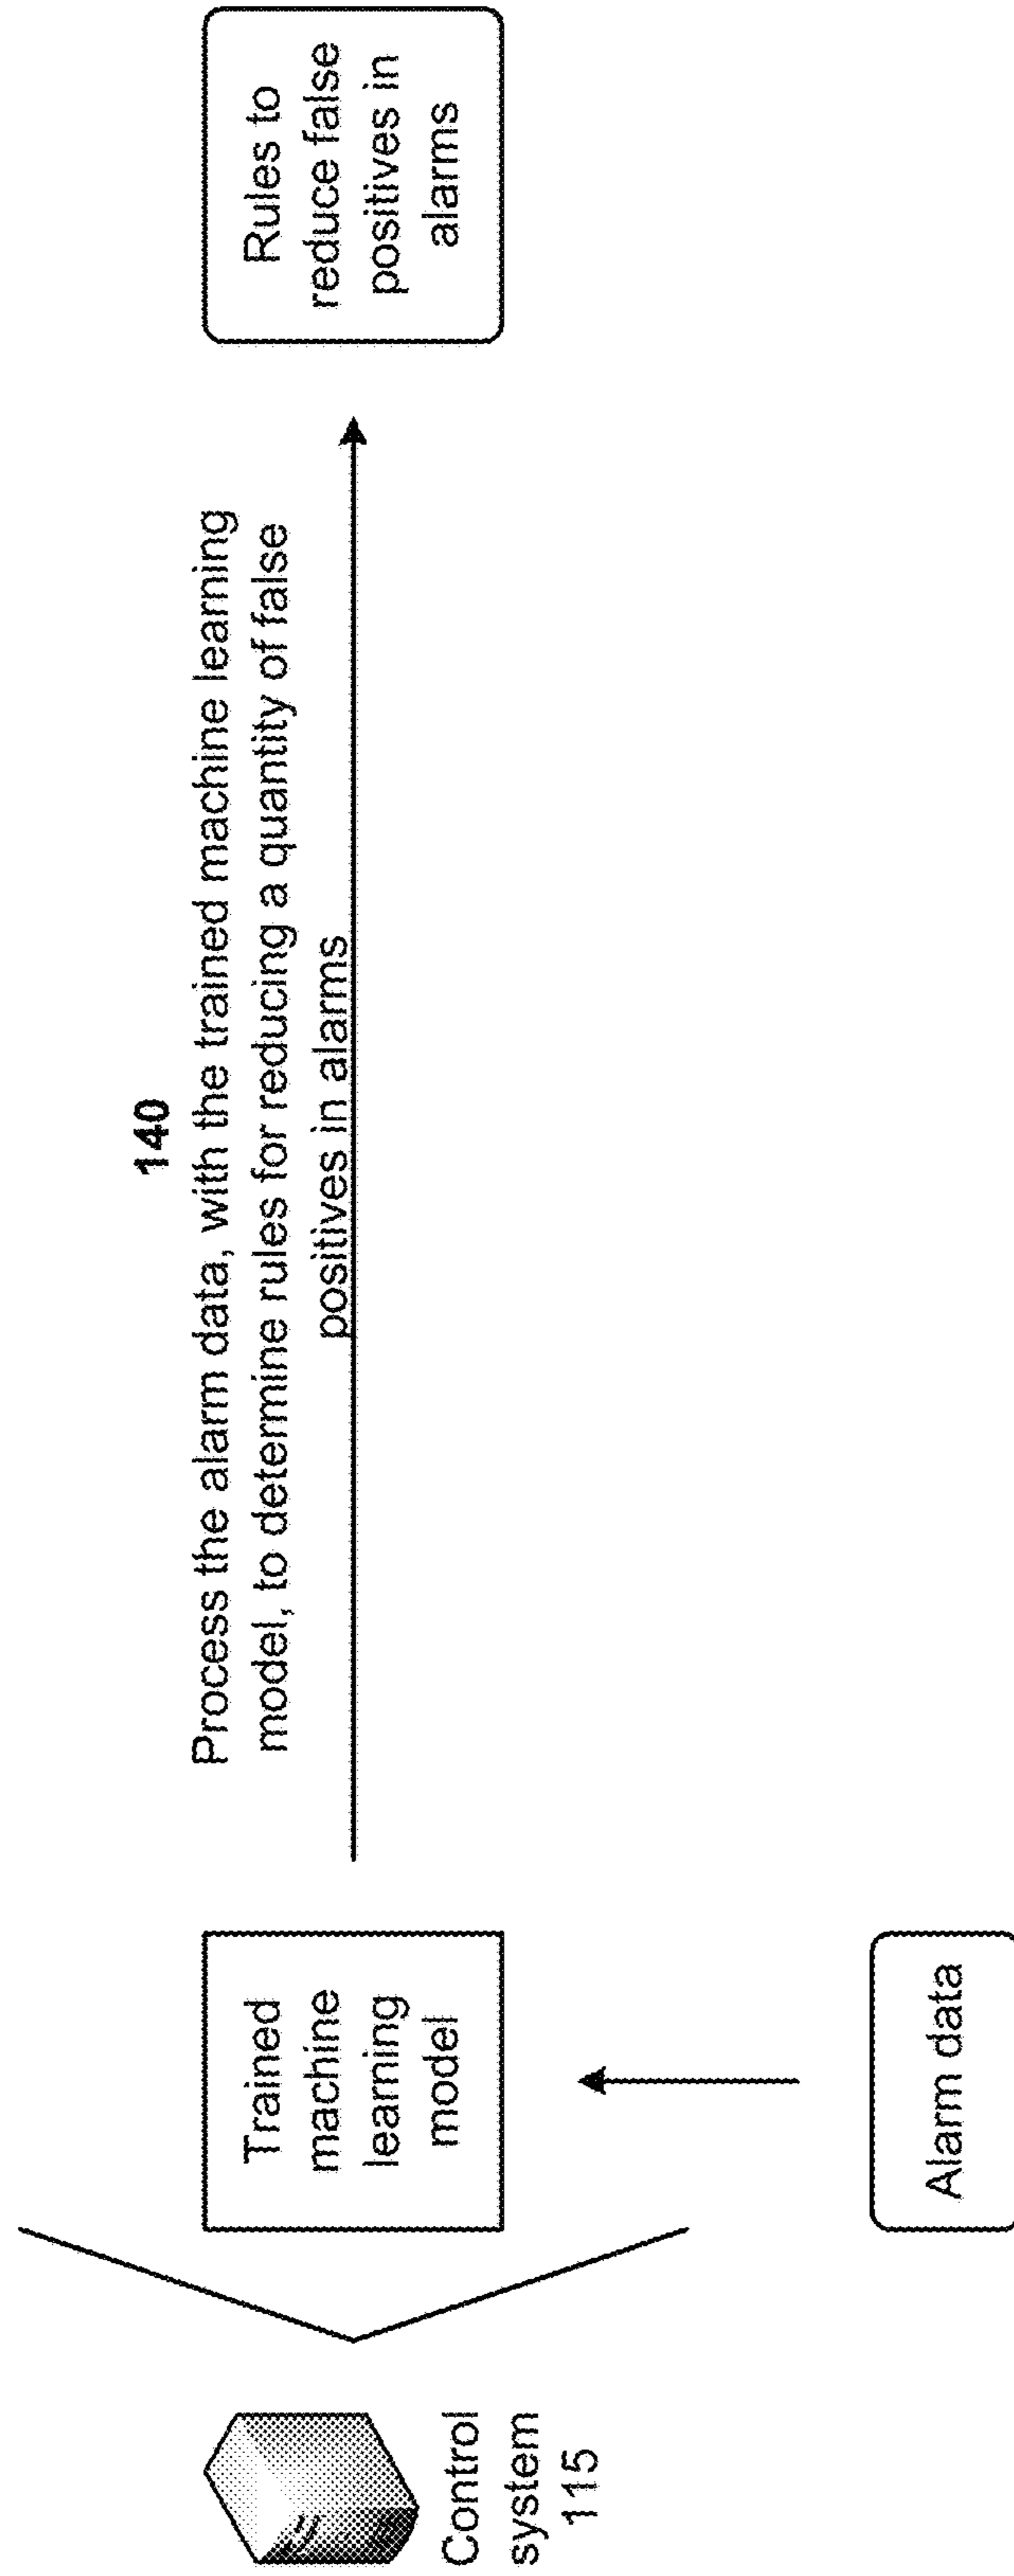 140
Process the alarm data, with the trained machine learning
model, to determine rules for reducing a quantity of false
positives in alarms
Control
system
115
Trained
machine
learning
model
Rules to
reduce false
positives in
alarms
Alarm data